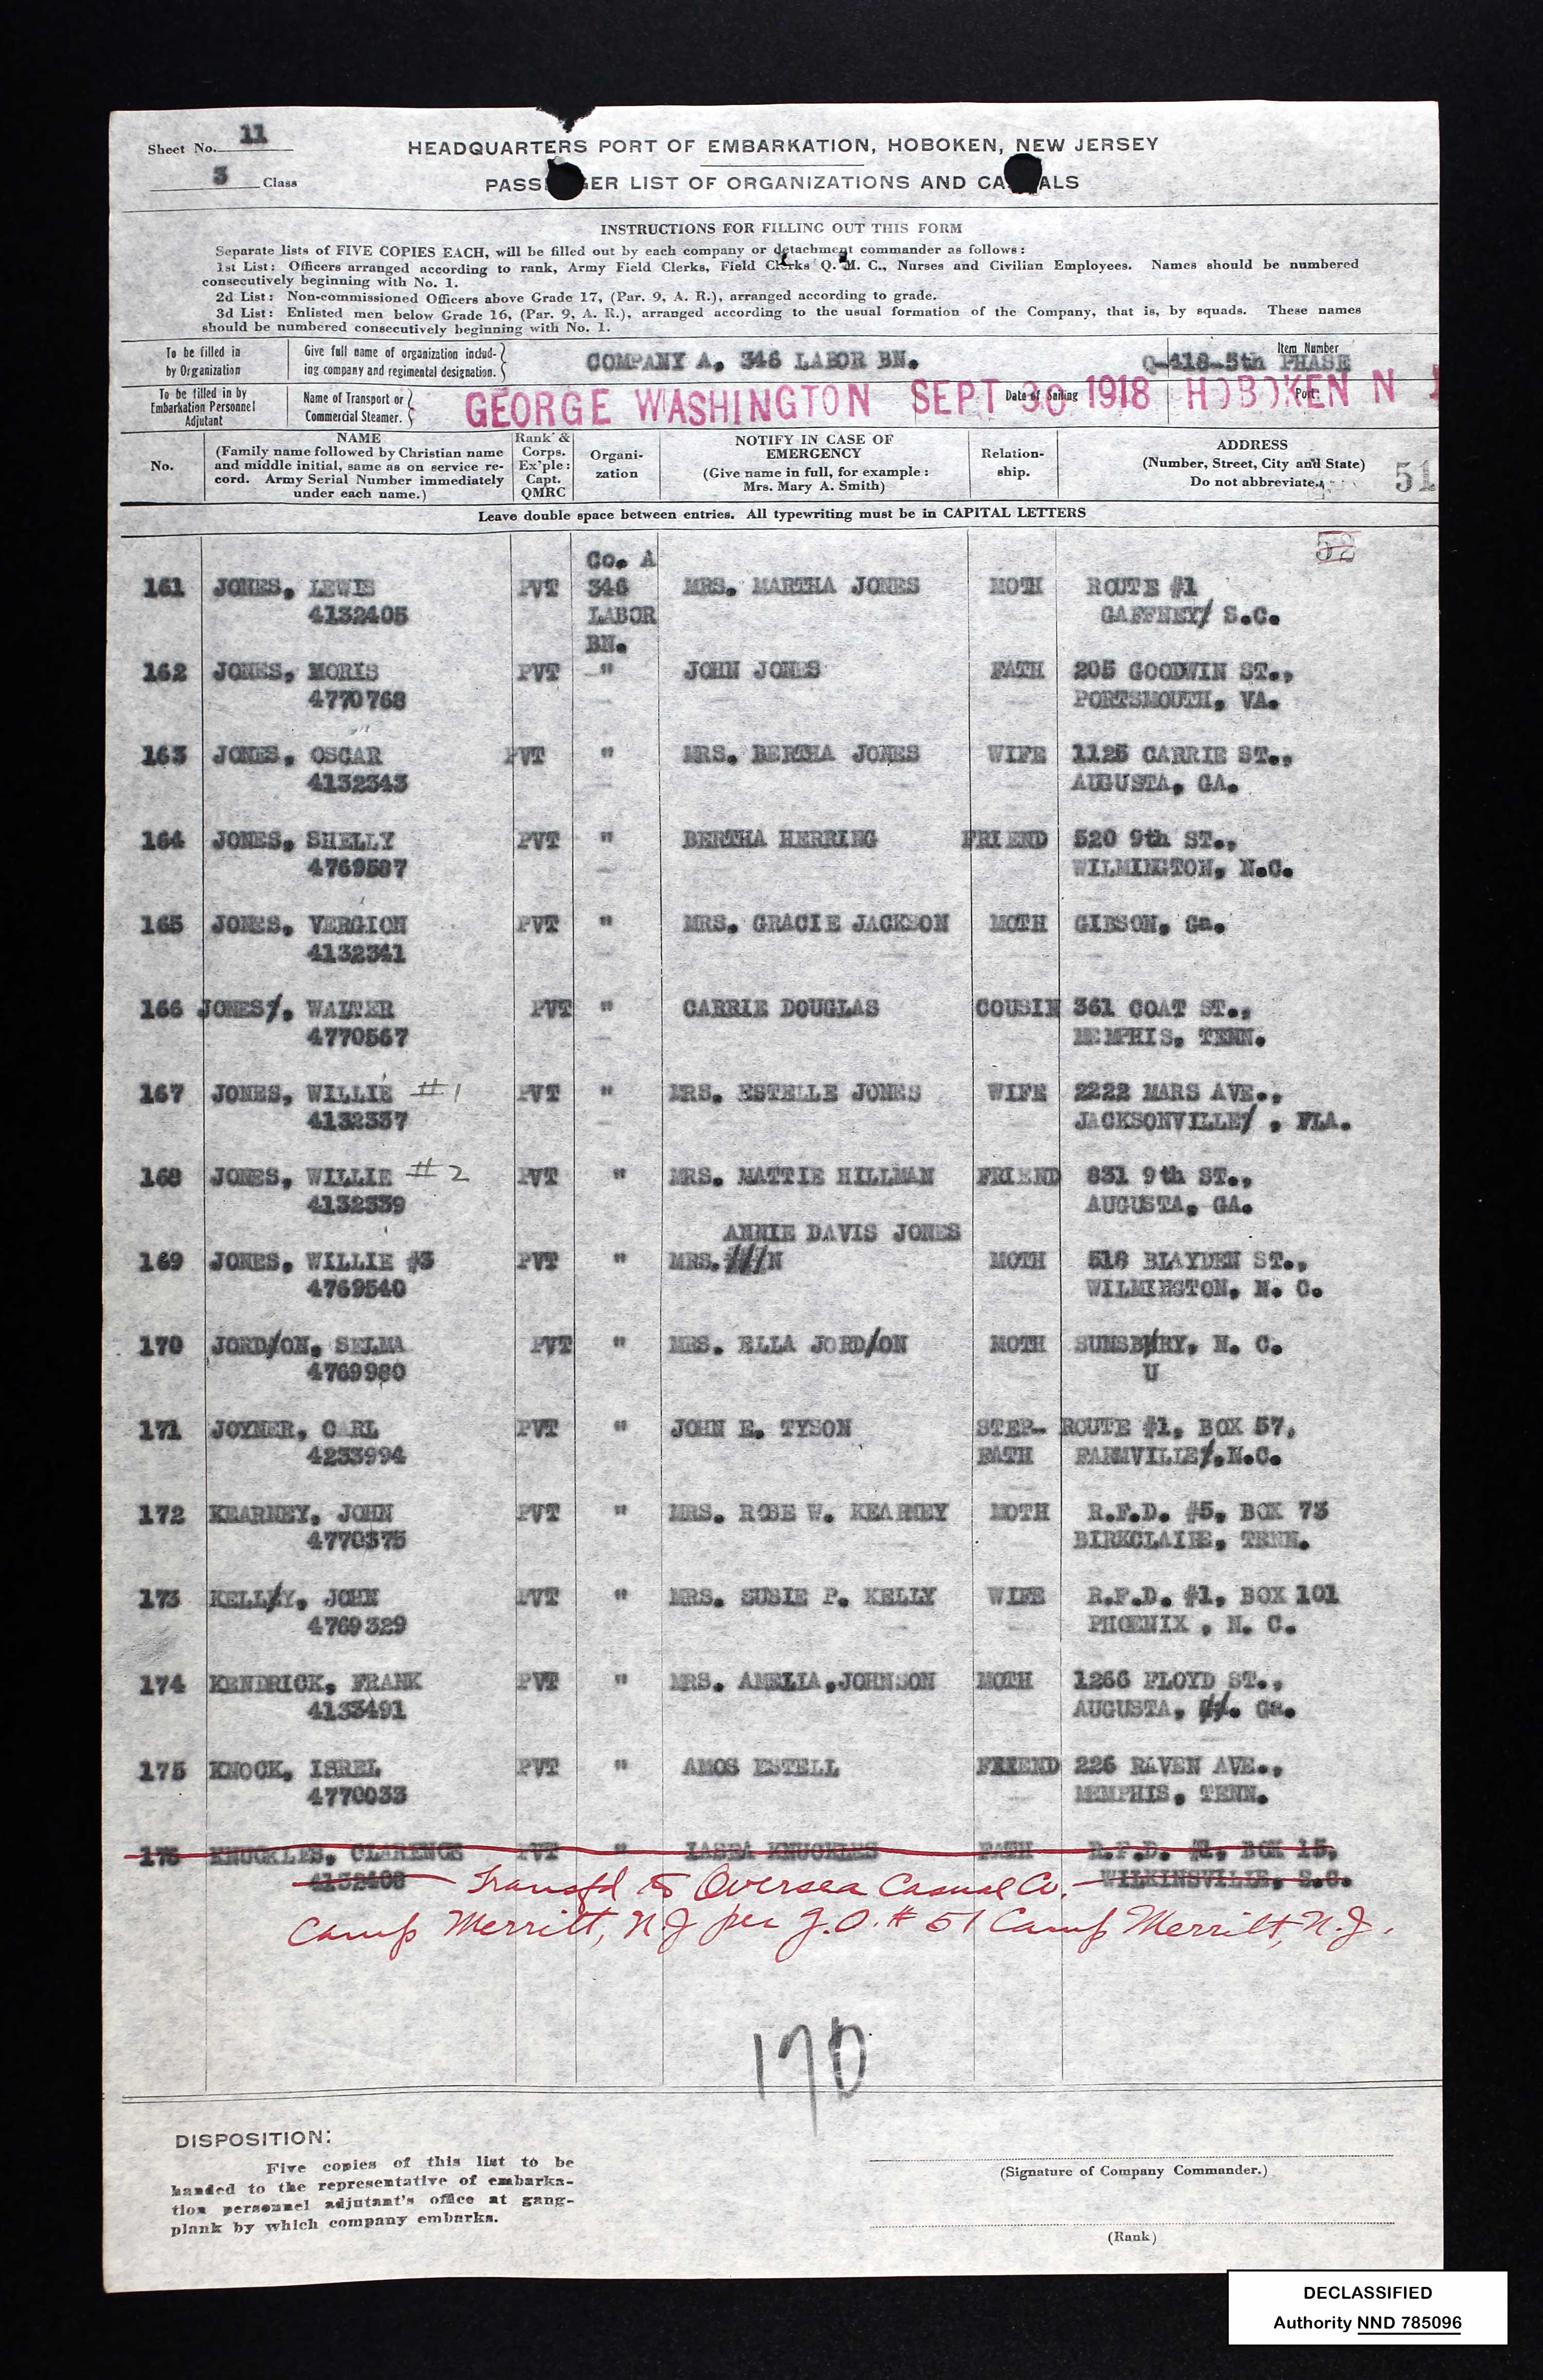 Sheet No. 11
HEADQUARTERS PORT OF EMBARKATION, HOBOKEN, NEW JERSEY
3 Class
PASS ER LIST OF ORGANIZATIONS AND CA ALS
INSTRUCTIONS FOR FILLING OUT THIS FORM
Separate lists of FIVE COPIES EACH, will be filled out by each company or detachment commander as follows:
1st List: Officers arranged according to rank, Army Field Clerks, Field Clerks Q. M. C., Nurses and Civilian Employees. Names should be numbered
consecutively beginning with No. 1.
2d List: Non-commissioned Officers above Grade 17, (Par. 9, A. R.), arranged according to grade.
3d List: Enlisted men below Grade 16, (Par. 9, A. R.), arranged according to the usual formation of the Company, that is, by squads. These names
should be numbered consecutively beginning with No. 1.
To be filled in by Organization
Give full name of organization including company and regimental designation.
COMPANY A, 346 LABOR BN.
Item Number
Q-418-5th PHASE
To be filled in by Embarkation Personnel Adjutant
Name of Transport or Commercial Steamer.
GEORGE WASHINGTON
Date of Sailing
SEPT 30 1918
Port:
HOBOKEN N
No.
NAME
(Family name followed by Christian name
and middle initial, same as on service re-
cord. Army Serial Number immediately
under each name.)
Rank & Corps. Ex'ple: Capt. QMRC
Organi-zation
NOTIFY IN CASE OF
EMERGENCY
(Give name in full, for example:
Mrs. Mary A. Smith)
Relation-ship.
ADDRESS
(Number, Street, City and State)
Do not abbreviate.
51
Leave double space between entries. All typewriting must be in CAPITAL LETTERS
52
Co. A
161 JONES, LEWIS PVT 346 MRS. MARTHA JONES MOTH ROUTE #1
4132405 LABOR GAFFNEY/ S.C.
BN.
162 JONES, MORIS PVT " JOHN JONES FATH 205 GOODWIN ST.,
4770768 PORTSMOUTH, VA.
163 JONES, OSCAR PVT " MRS. BERTHA JONES WIFE 1125 CARRIE ST.,
4132343 AUGUSTA, GA.
164 JONES, SHELLY PVT " BERTHA HERRING FRIEND 520 9th ST.,
4769587 WILMINGTON, N.C.
165 JONES, VERGION PVT " MRS. GRACIE JACKSON MOTH GIBSON, Ga.
4132341
166 JONES/, WALTER PVT " CARRIE DOUGLAS COUSIN 361 COAT ST.,
4770567 MEMPHIS, TENN.
167 JONES, WILLIE #1 PVT " MRS. ESTELLE JONES WIFE 2222 MARS AVE.,
4132337 JACKSONVILLE/ , FLA.
168 JONES, WILLIE #2 PVT " MRS. MATTIE HILLMAN FRIEND 831 9th ST.,
4132339 AUGUSTA, GA.
ANNIE DAVIS JONES
169 JONES, WILLIE #3 PVT " MRS. ///N MOTH 518 BLAYDEN ST.,
4769540 WILMINGTON, N. C.
170 JORD/ON, SELMA PVT " MRS. ELLA JORD/ON MOTH SUNSB/RY, N. C.
4769980 U
171 JOYNER, CARL PVT " JOHN E. TYSON STEP- ROUTE #1, BOX 57,
4233994 FATH FARMVILLE/,N.C.
172 KEARNEY, JOHN PVT " MRS. ROSE W. KEARNEY MOTH R.F.D. #5, BOX 73
4770375 BIRKCLAIRE, TENN.
173 KELL/Y, JOHN PVT " MRS. SUSIE P. KELLY WIFE R.F.D. #1, BOX 101
4769329 PHOENIX , N. C.
174 KENDRICK, FRANK PVT " MRS. AMELIA,JOHNSON MOTH 1266 FLOYD ST.,
4133491 AUGUSTA, //. Ga.
175 KNOCK, ISREL PVT " AMOS ESTELL FRIEND 226 RAVEN AVE.,
4770033 MEMPHIS, TENN.
176 KNUCKLES, CLARENCE PVT " IASEA KNUCKLES FATH R.F.D. #1, BOX 15,
4132408 Transfd to Oversea Casual Co. WILKINSVILLE, S.C.
Camp Merritt, NJ per J.O. # 51 Camp Merritt, N.J.
170
DISPOSITION:
Five copies of this list to be
handed to the representative of embarka-
tion personnel adjutant's office at gang-
plank by which company embarks.
(Signature of Company Commander.)
(Rank)
DECLASSIFIED
Authority NND 785096